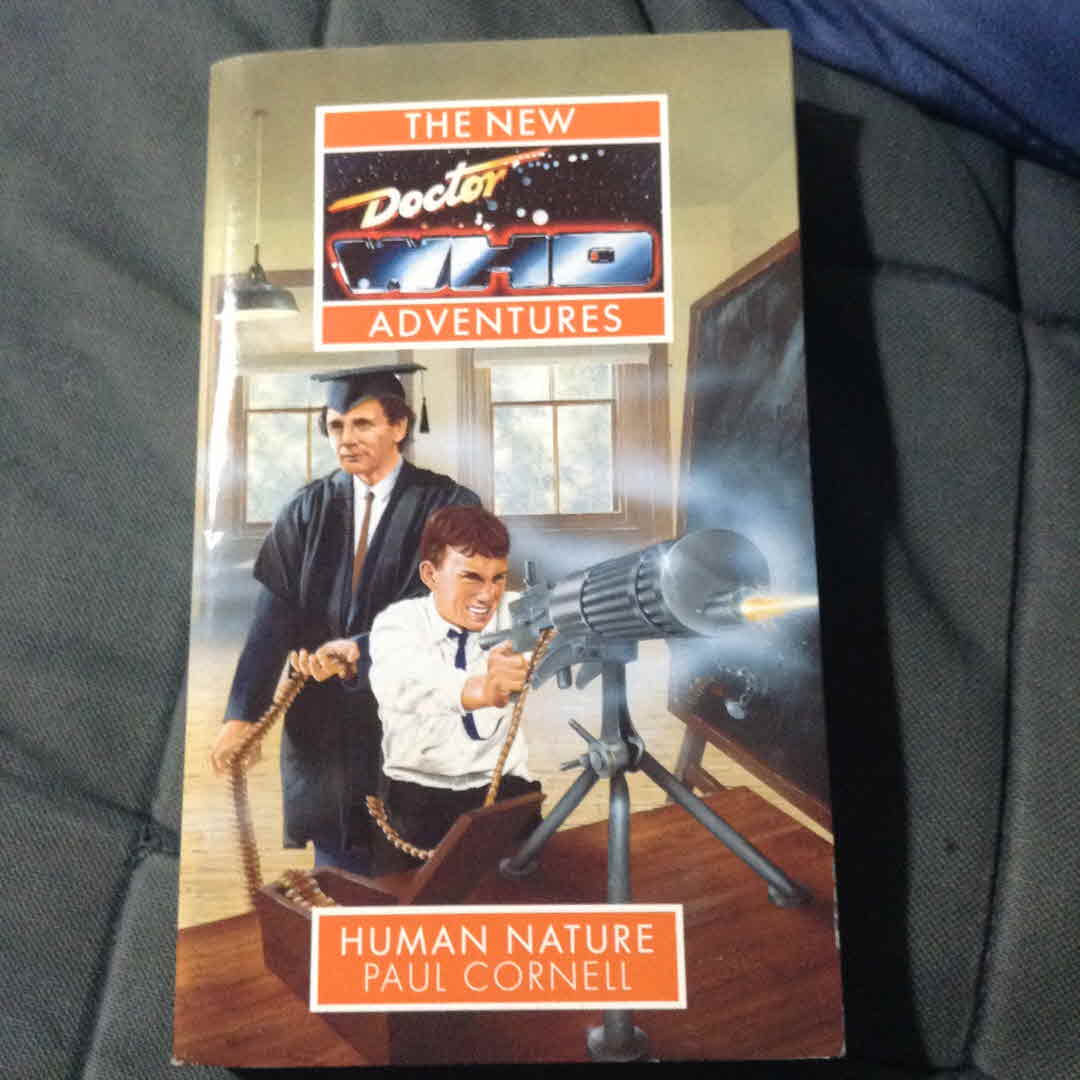 THE NEW
Doctor
WHO
ADVENTURES
HUMAN NATURE
PAUL CORNELL